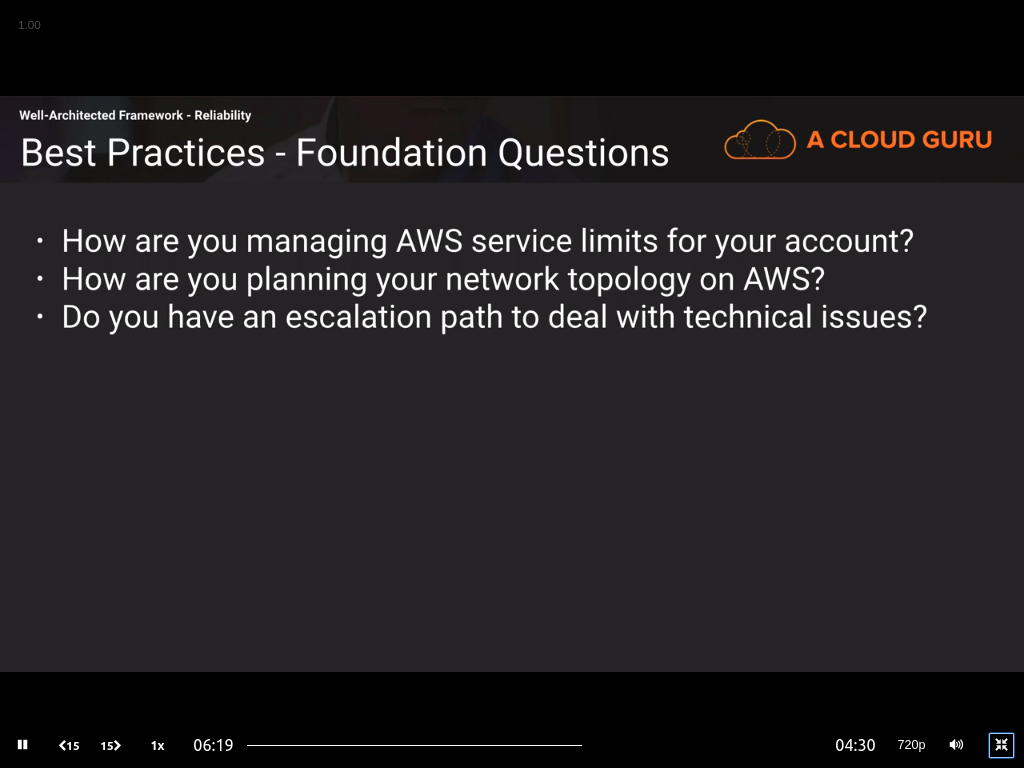 1.00
Well-Architected Framework - Reliability
Best Practices - Foundation Questions
A CLOUD GURU
• How are you managing AWS service limits for your account?
• How are you planning your network topology on AWS?
• Do you have an escalation path to deal with technical issues?
15 15 1x 06:19 04:30 720p